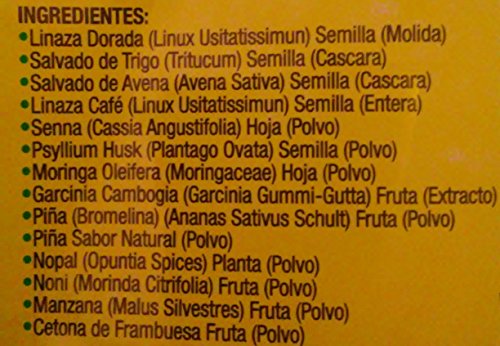 INGREDIENTES:
•Linaza Dorada (Linux Usitatissimun) Semilla (Molida)
•Salvado de Trigo (Tritucum) Semilla (Cascara)
•Salvado de Avena (Avena Sativa) Semilla (Cascara)
•Linaza Café (Linux Usitatissimun) Semilla (Entera)
•Senna (Cassia Angustifolia) Hoja (Polvo)
•Psyllium Husk (Plantago Ovata) Semilla (Polvo)
•Moringa Oleifera (Moringaceae) Hoja (Polvo)
•Garcinia Cambogia (Garcinia Gummi-Gutta) Fruta (Extracto)
•Piña (Bromelina) (Ananas Sativus Schult) Fruta (Polvo)
•Piña Sabor Natural (Polvo)
•Nopal (Opuntia Spices) Planta (Polvo)
•Noni (Morinda Citrifolia) Fruta (Polvo)
•Manzana (Malus Silvestres) Fruta (Polvo)
•Cetona de Frambuesa Fruta (Polvo)